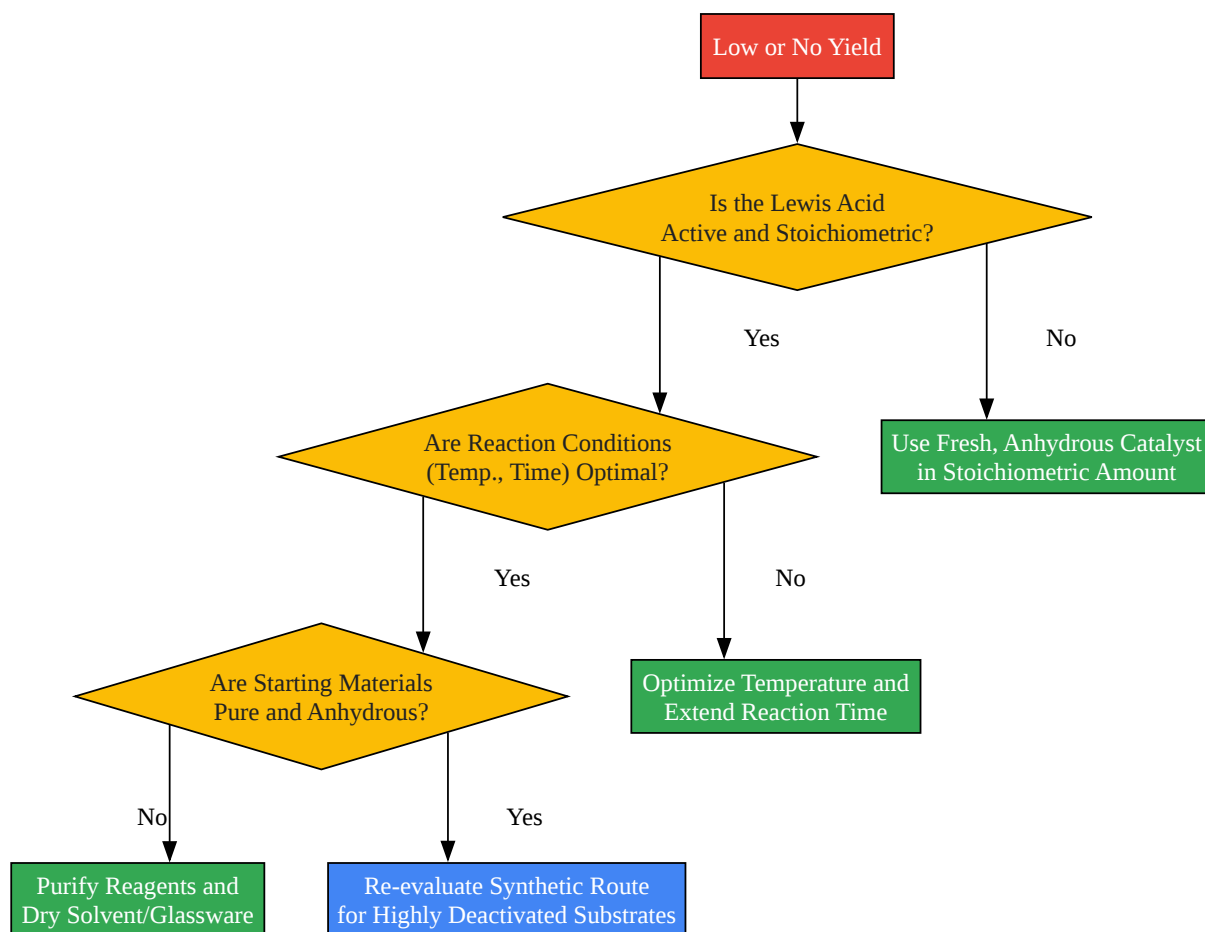 Low or No Yield
Is the Lewis Acid
Active and Stoichiometric?
Yes
No
Are Reaction Conditions
(Temp., Time) Optimal?
Use Fresh, Anhydrous Catalyst
in Stoichiometric Amount
Yes
No
Are Starting Materials
Pure and Anhydrous?
Optimize Temperature and
Extend Reaction Time
No
Yes
Purify Reagents and
Dry Solvent/Glassware
Re-evaluate Synthetic Route
for Highly Deactivated Substrates